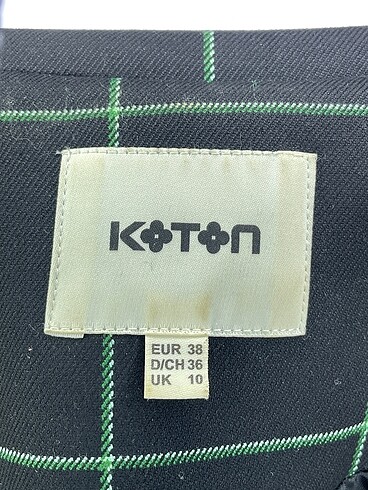 KOTON
EUR 38
D/CH 36
UK 10